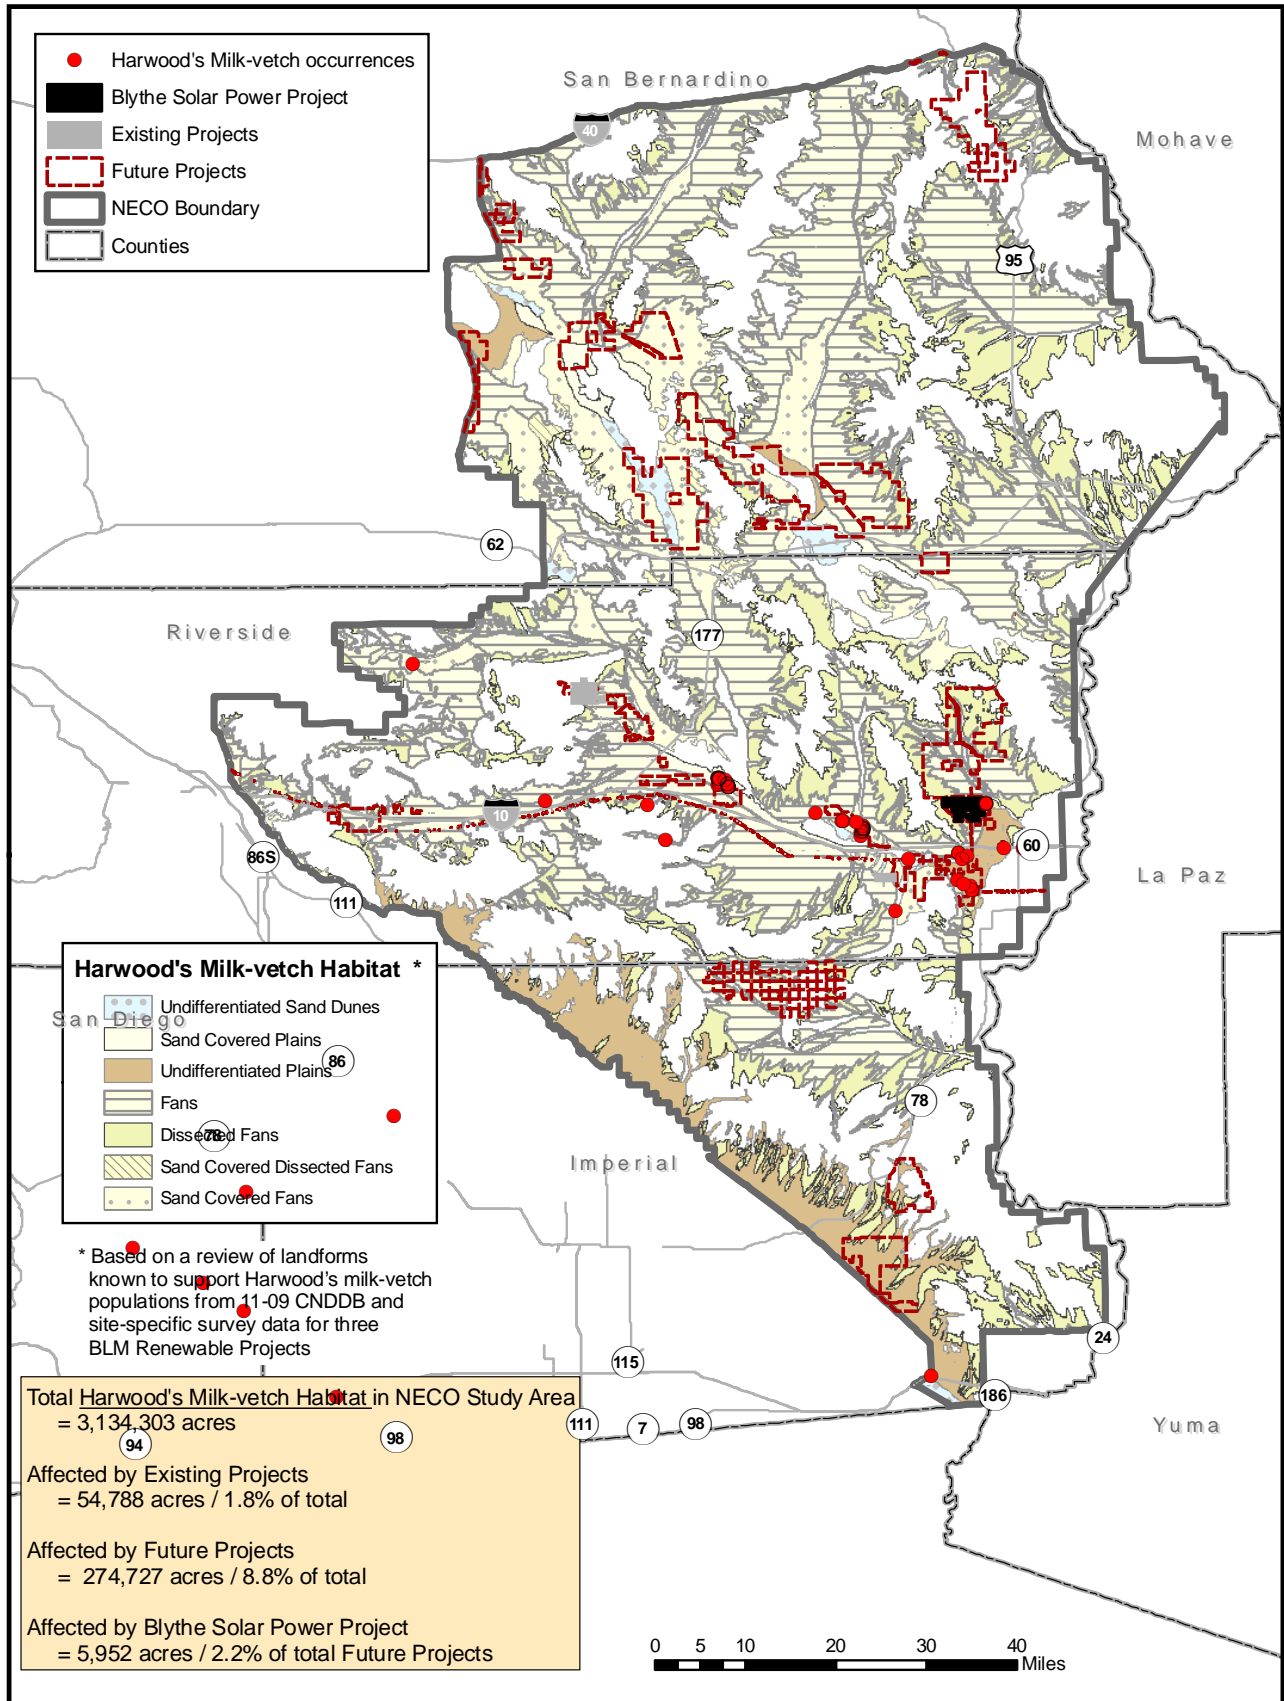 Harwood's Milk-vetch occurrences
Blythe Solar Power Project
Existing Projects
Future Projects
NECO Boundary
Counties
San Bernardino
40
Mohave
95
62
Riverside
177
10
86S
111
60
La Paz
Harwood's Milk-vetch Habitat *
Undifferentiated Sand Dunes
San Diego
Sand Covered Plains
86
Undifferentiated Plains
Fans
78
Dissected Fans
78
Sand Covered Dissected Fans
Sand Covered Fans
Imperial
* Based on a review of landforms
known to support Harwood's milk-vetch
populations from 11-09 CNDDB and
site-specific survey data for three
BLM Renewable Projects
24
115
186
111
7
98
Yuma
Total Harwood's Milk-vetch Habitat in NECO Study Area
= 3,134,303 acres
94
98
Affected by Existing Projects
= 54,788 acres / 1.8% of total
Affected by Future Projects
= 274,727 acres / 8.8% of total
Affected by Blythe Solar Power Project
= 5,952 acres / 2.2% of total Future Projects
0 5 10 20 30 40
Miles